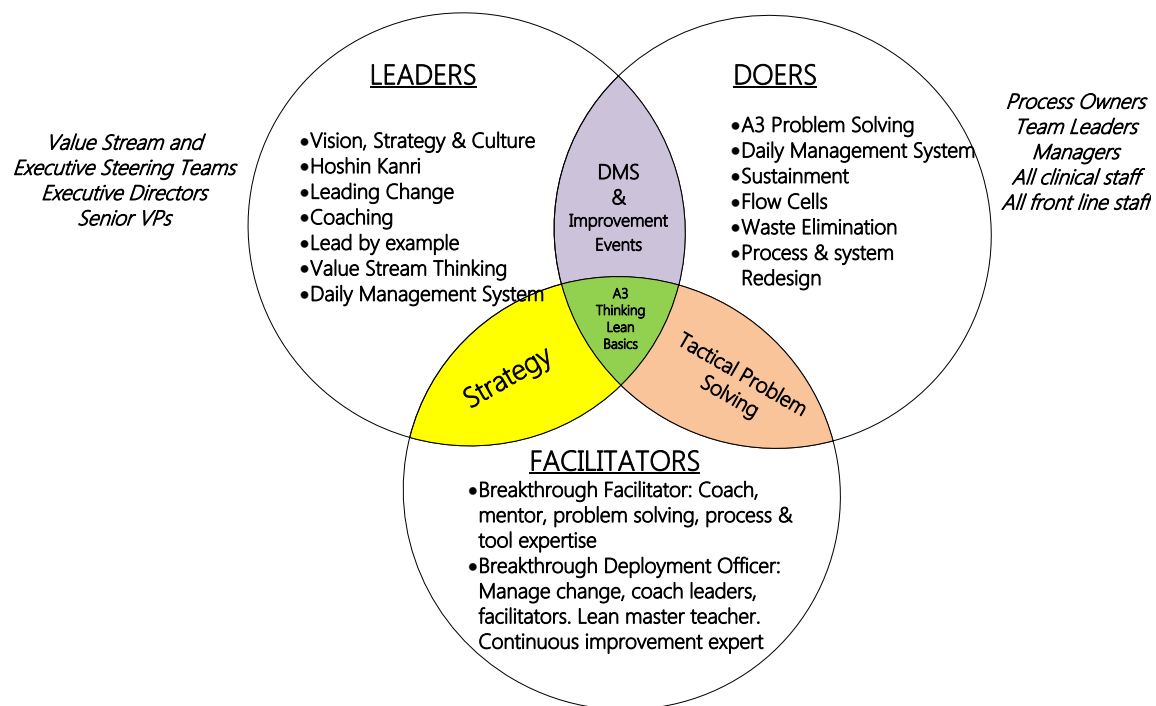 LEADERS
•Vision, Strategy & Culture
•Hoshin Kanri
•Leading Change
•Coaching
•Lead by example
•Value Stream Thinking
•Daily Management System
Value Stream and
Executive Steering Teams
Executive Directors
Senior VPs
DOERS
•A3 Problem Solving
•Daily Management System
•Sustainment
•Flow Cells
•Waste Elimination
•Process & system
Redesign
Process Owners
Team Leaders
Managers
All clinical staff
All front line staff
DMS
&
Improvement
Events
A3
Thinking
Lean
Basics
Strategy
Tactical Problem
Solving
FACILITATORS
•Breakthrough Facilitator: Coach,
mentor, problem solving, process &
tool expertise
•Breakthrough Deployment Officer:
Manage change, coach leaders,
facilitators. Lean master teacher.
Continuous improvement expert